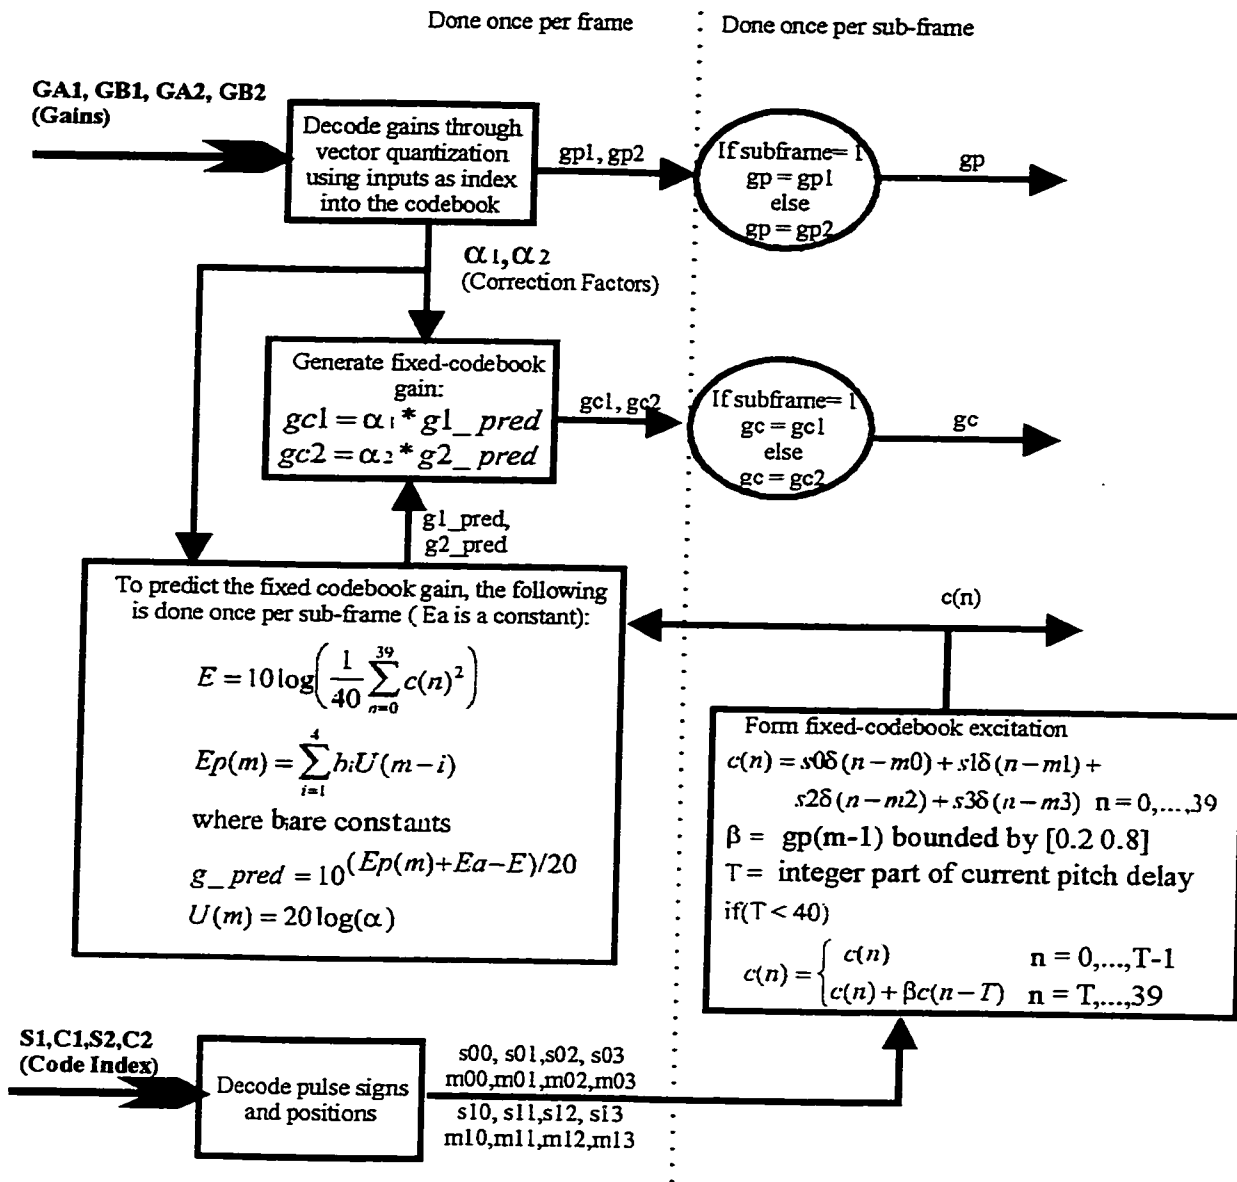 Done once per frame
Done once per sub-frame
GA1, GB1, GA2, GB2
(Gains)
Decode gains through
vector quantization
using inputs as index
into the codebook
gp1, gp2
If subframe= 1
gp = gp1
else
gp = gp2
gp
α1, α2
(Correction Factors)
Generate fixed-codebook
gain:
gc1 = α1 * g1_pred
gc2 = α2 * g2_pred
gc1, gc2
If subframe= 1
gc = gc1
else
gc = gc2
gc
g1_pred,
g2_pred
To predict the fixed codebook gain, the following
is done once per sub-frame ( Ea is a constant):
E = 10 log( 1/40 ∑_{n=0}^{39} c(n)² )
Ep(m) = ∑_{i=1}^{4} biU(m − i)
where bi are constants
g_pred = 10^(Ep(m)+Ea−E)/20
U(m) = 20 log(α)
c(n)
Form fixed-codebook excitation
c(n) = s0δ(n − m0) + s1δ(n − m1) +
s2δ(n − m2) + s3δ(n − m3) n = 0,...,39
β = gp(m-1) bounded by [0.2 0.8]
T = integer part of current pitch delay
if(T < 40)
c(n) = { c(n) n = 0,...,T-1
c(n) + βc(n − T) n = T,...,39
S1,C1,S2,C2
(Code Index)
Decode pulse signs
and positions
s00, s01,s02, s03
m00,m01,m02,m03
s10, s11,s12, s13
m10,m11,m12,m13